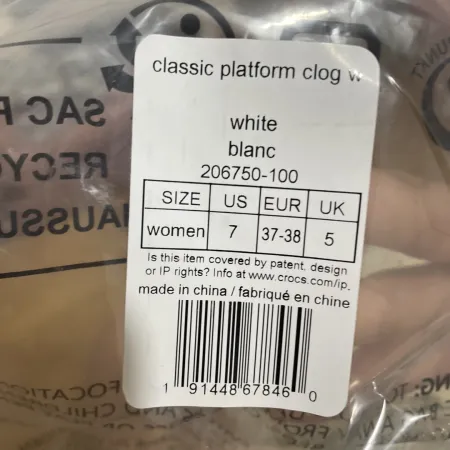 classic platform clog w
white
blanc
206750-100
SIZE US EUR UK
women 7 37-38 5
Is this item covered by patent, design
or IP rights? Info at www.crocs.com/ip.
made in china / fabriqué en chine
1 91448 67846 0
SAC
RECY
HAUSSU